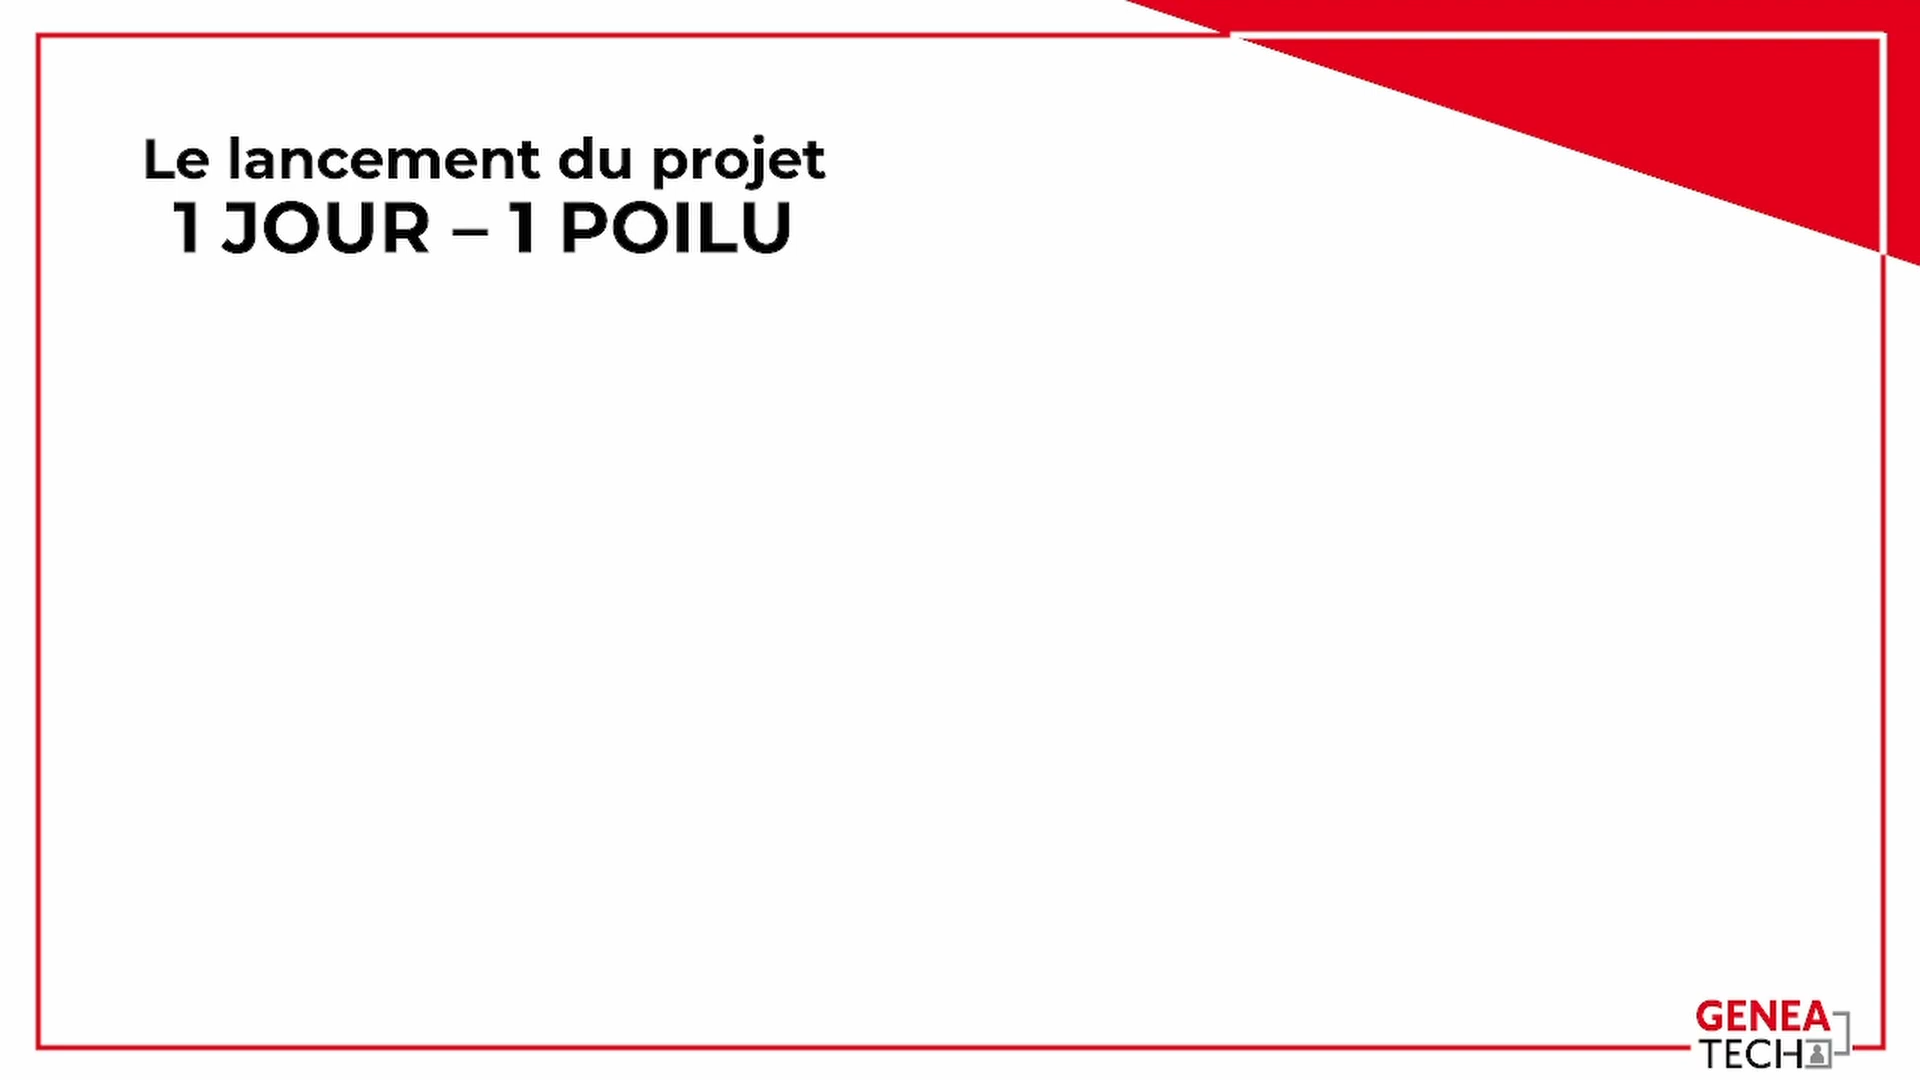 Le lancement du projet
1 JOUR – 1 POILU
GENEA
TECH